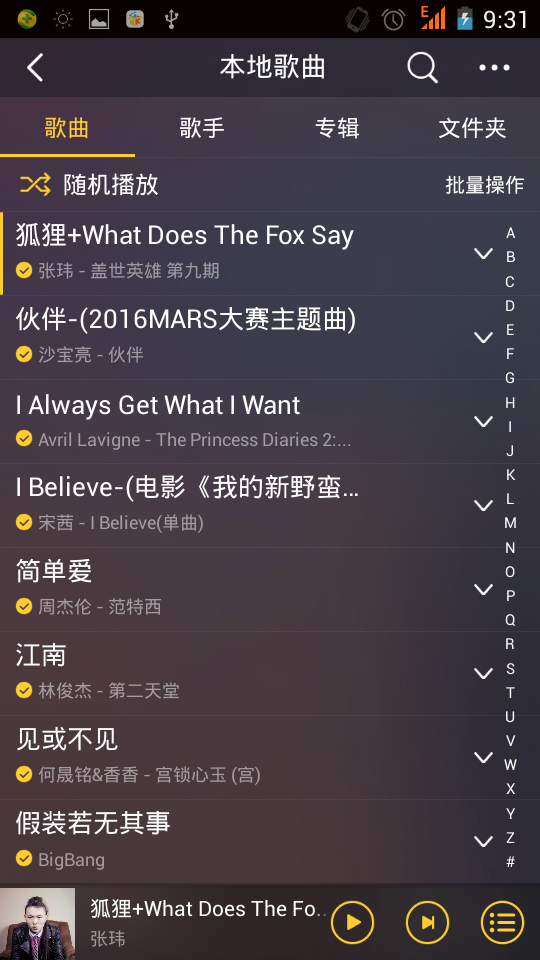 E
9:31
本地歌曲
歌曲 歌手 专辑 文件夹
随机播放 批量操作
狐狸+What Does The Fox Say
张玮 - 盖世英雄 第九期
伙伴-(2016MARS大赛主题曲)
沙宝亮 - 伙伴
I Always Get What I Want
Avril Lavigne - The Princess Diaries 2:...
I Believe-(电影《我的新野蛮...
宋茜 - I Believe(单曲)
简单爱
周杰伦 - 范特西
江南
林俊杰 - 第二天堂
见或不见
何晟铭&香香 - 宫锁心玉 (宫)
假装若无其事
BigBang
A
B
C
D
E
F
G
H
I
J
K
L
M
N
O
P
Q
R
S
T
U
V
W
X
Y
Z
#
狐狸+What Does The Fo..
张玮